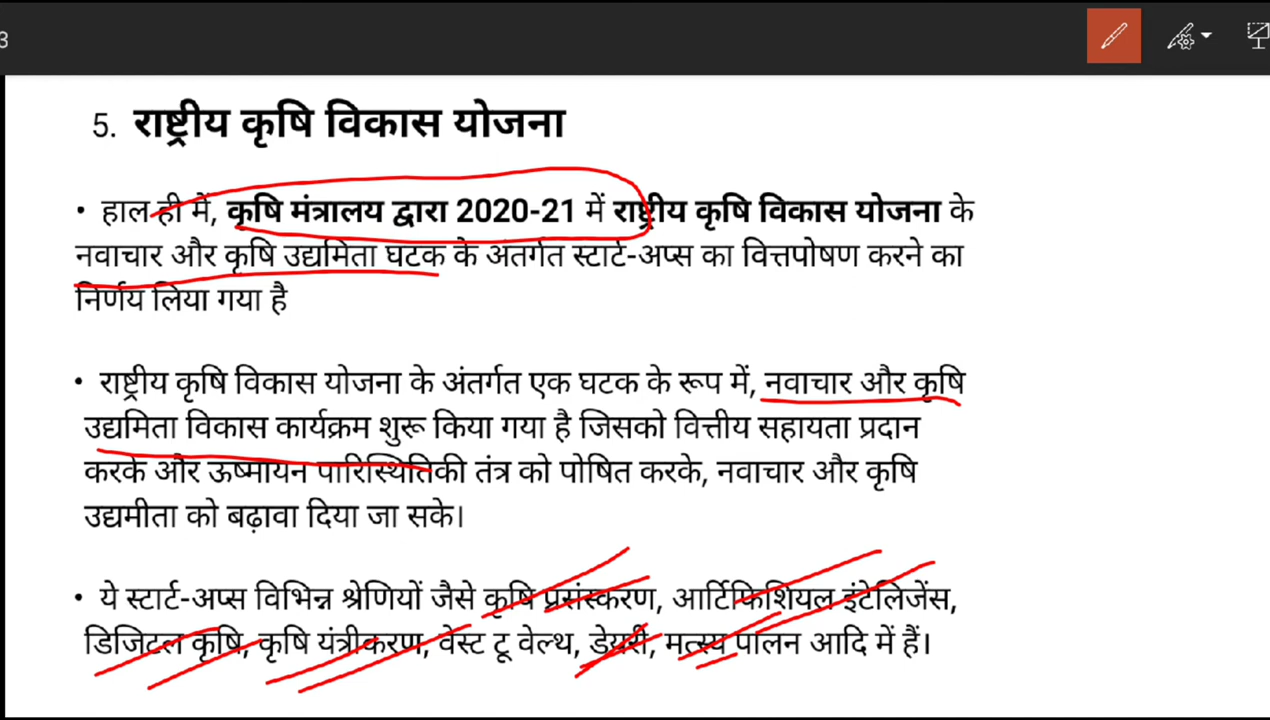 3
5. राष्ट्रीय कृषि विकास योजना
• हाल ही में, कृषि मंत्रालय द्वारा 2020-21 में राष्ट्रीय कृषि विकास योजना के
नवाचार और कृषि उद्यमिता घटक के अंतर्गत स्टार्ट-अप्स का वित्तपोषण करने का
निर्णय लिया गया है
• राष्ट्रीय कृषि विकास योजना के अंतर्गत एक घटक के रूप में, नवाचार और कृषि
उद्यमिता विकास कार्यक्रम शुरू किया गया है जिसको वित्तीय सहायता प्रदान
करके और ऊष्मायन पारिस्थितिकी तंत्र को पोषित करके, नवाचार और कृषि
उद्यमीता को बढ़ावा दिया जा सके।
• ये स्टार्ट-अप्स विभिन्न श्रेणियों जैसे कृषि प्रसंस्करण, आर्टिफिशियल इंटेलिजेंस,
डिजिटल कृषि, कृषि यंत्रीकरण, वेस्ट टू वेल्थ, डेयरी, मत्स्य पालन आदि में हैं।